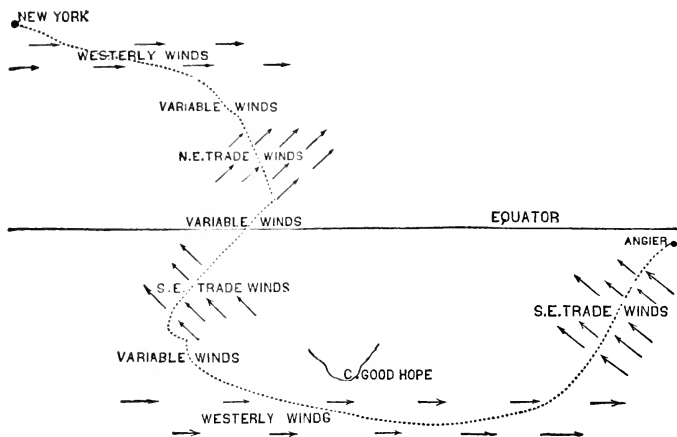 NEW YORK
WESTERLY WINDS
VARIABLE WINDS
N.E.TRADE WINDS
VARIABLE WINDS
EQUATOR
ANGIER
S.E. TRADE WINDS
S.E.TRADE WINDS
VARIABLE WINDS
C.GOOD HOPE
WESTERLY WINDG